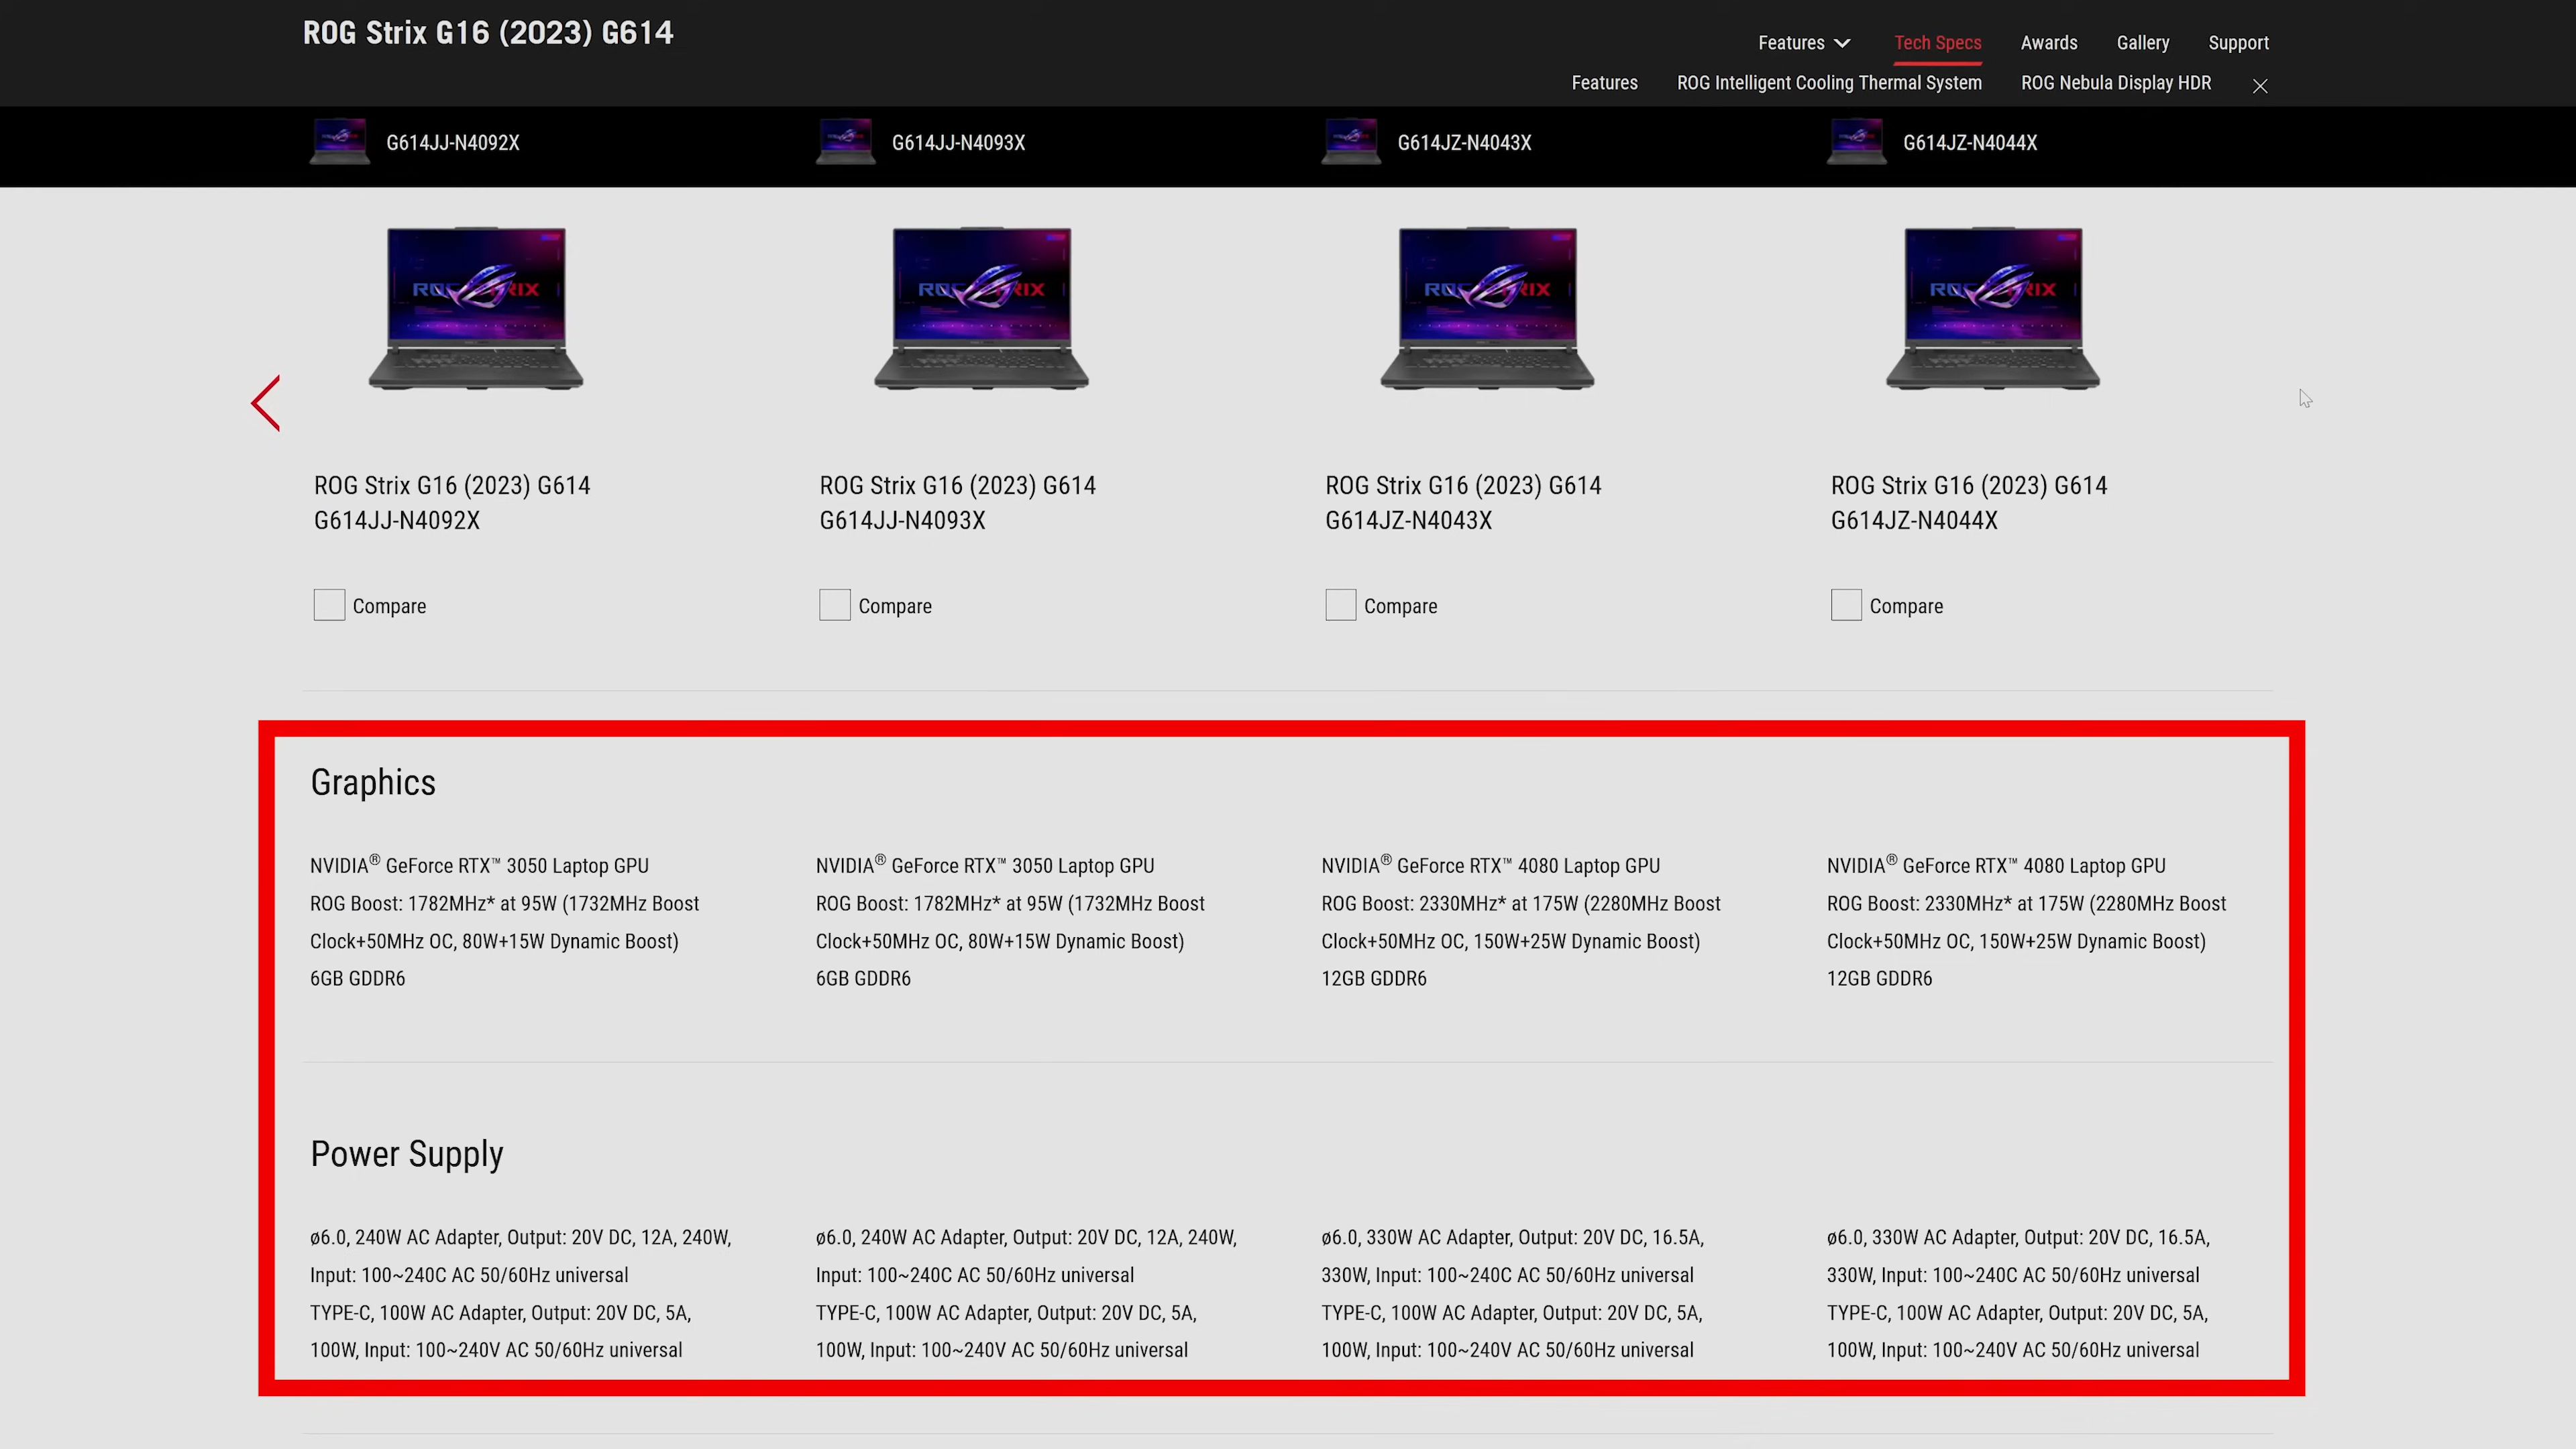 ROG Strix G16 (2023) G614
Features
Tech Specs
Awards
Gallery
Support
Features
ROG Intelligent Cooling Thermal System
ROG Nebula Display HDR
G614JJ-N4092X
G614JJ-N4093X
G614JZ-N4043X
G614JZ-N4044X
ROG Strix G16 (2023) G614
G614JJ-N4092X
ROG Strix G16 (2023) G614
G614JJ-N4093X
ROG Strix G16 (2023) G614
G614JZ-N4043X
ROG Strix G16 (2023) G614
G614JZ-N4044X
Compare
Compare
Compare
Compare
Graphics
NVIDIA® GeForce RTX™ 3050 Laptop GPU
ROG Boost: 1782MHz* at 95W (1732MHz Boost
Clock+50MHz OC, 80W+15W Dynamic Boost)
6GB GDDR6
NVIDIA® GeForce RTX™ 3050 Laptop GPU
ROG Boost: 1782MHz* at 95W (1732MHz Boost
Clock+50MHz OC, 80W+15W Dynamic Boost)
6GB GDDR6
NVIDIA® GeForce RTX™ 4080 Laptop GPU
ROG Boost: 2330MHz* at 175W (2280MHz Boost
Clock+50MHz OC, 150W+25W Dynamic Boost)
12GB GDDR6
NVIDIA® GeForce RTX™ 4080 Laptop GPU
ROG Boost: 2330MHz* at 175W (2280MHz Boost
Clock+50MHz OC, 150W+25W Dynamic Boost)
12GB GDDR6
Power Supply
ø6.0, 240W AC Adapter, Output: 20V DC, 12A, 240W,
Input: 100~240C AC 50/60Hz universal
TYPE-C, 100W AC Adapter, Output: 20V DC, 5A,
100W, Input: 100~240V AC 50/60Hz universal
ø6.0, 240W AC Adapter, Output: 20V DC, 12A, 240W,
Input: 100~240C AC 50/60Hz universal
TYPE-C, 100W AC Adapter, Output: 20V DC, 5A,
100W, Input: 100~240V AC 50/60Hz universal
ø6.0, 330W AC Adapter, Output: 20V DC, 16.5A,
330W, Input: 100~240C AC 50/60Hz universal
TYPE-C, 100W AC Adapter, Output: 20V DC, 5A,
100W, Input: 100~240V AC 50/60Hz universal
ø6.0, 330W AC Adapter, Output: 20V DC, 16.5A,
330W, Input: 100~240C AC 50/60Hz universal
TYPE-C, 100W AC Adapter, Output: 20V DC, 5A,
100W, Input: 100~240V AC 50/60Hz universal